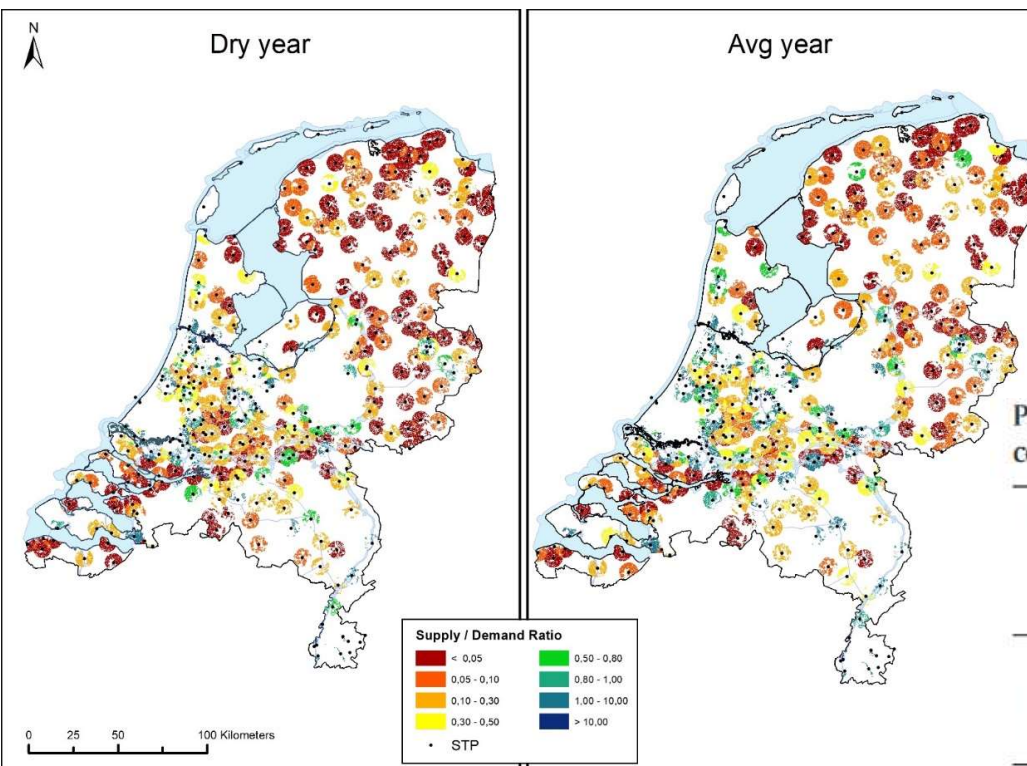 N
Dry year
Avg year
Supply / Demand Ratio
< 0,05
0,05 - 0,10
0,10 - 0,30
0,30 - 0,50
0,50 - 0,80
0,80 - 1,00
1,00 - 10,00
> 10,00
STP
0 25 50 100 Kilometers